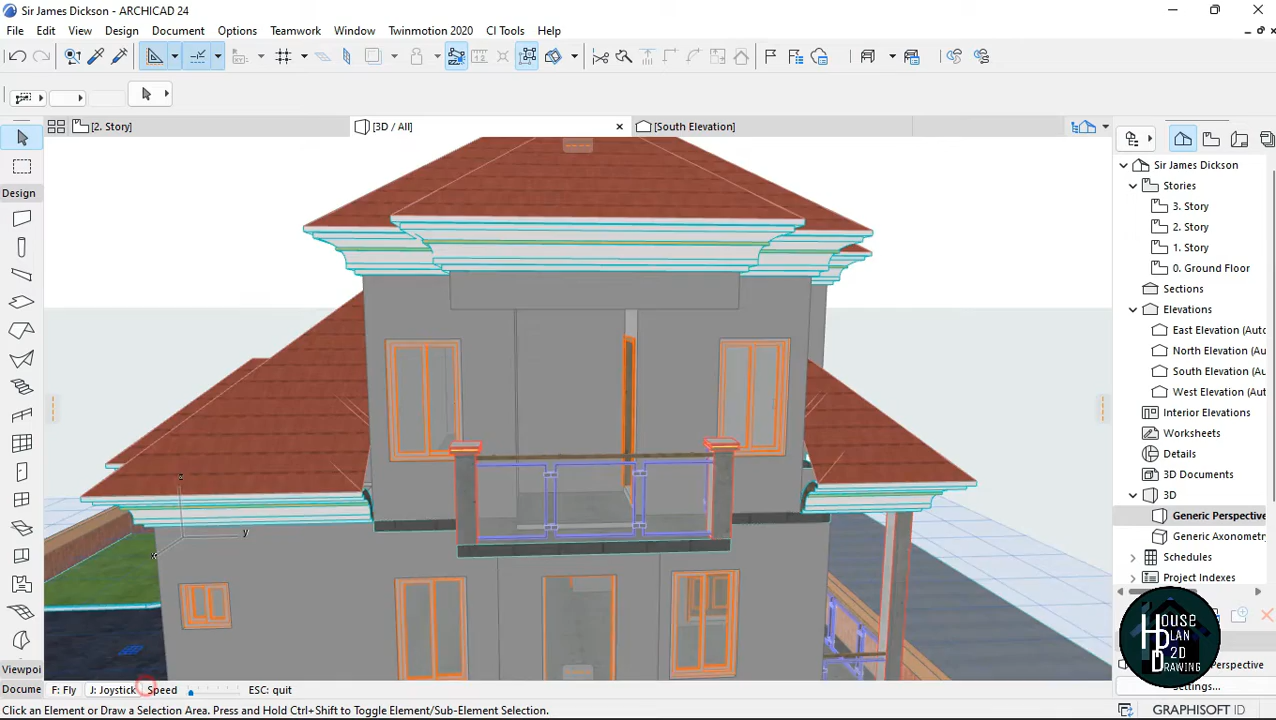 Sir James Dickson - ARCHICAD 24
File Edit View Design Document Options Teamwork Window Twinmotion 2020 CI Tools Help
[2. Story] [3D / All] [South Elevation]
Design
Sir James Dickson
Stories
3. Story
2. Story
1. Story
0. Ground Floor
Sections
Elevations
East Elevation (Auto
North Elevation (Aut
South Elevation (Au
West Elevation (Aut
Interior Elevations
Worksheets
Details
3D Documents
3D
Generic Perspective
Generic Axonometr
Schedules
Project Indexes
y
HOUSE
PLAN
2D
DRAWING
Perspective
Settings...
Viewpoi
Docume
F: Fly J: Joystick Speed ESC: quit
Click an Element or Draw a Selection Area. Press and Hold Ctrl+Shift to Toggle Element/Sub-Element Selection.
GRAPHISOFT ID